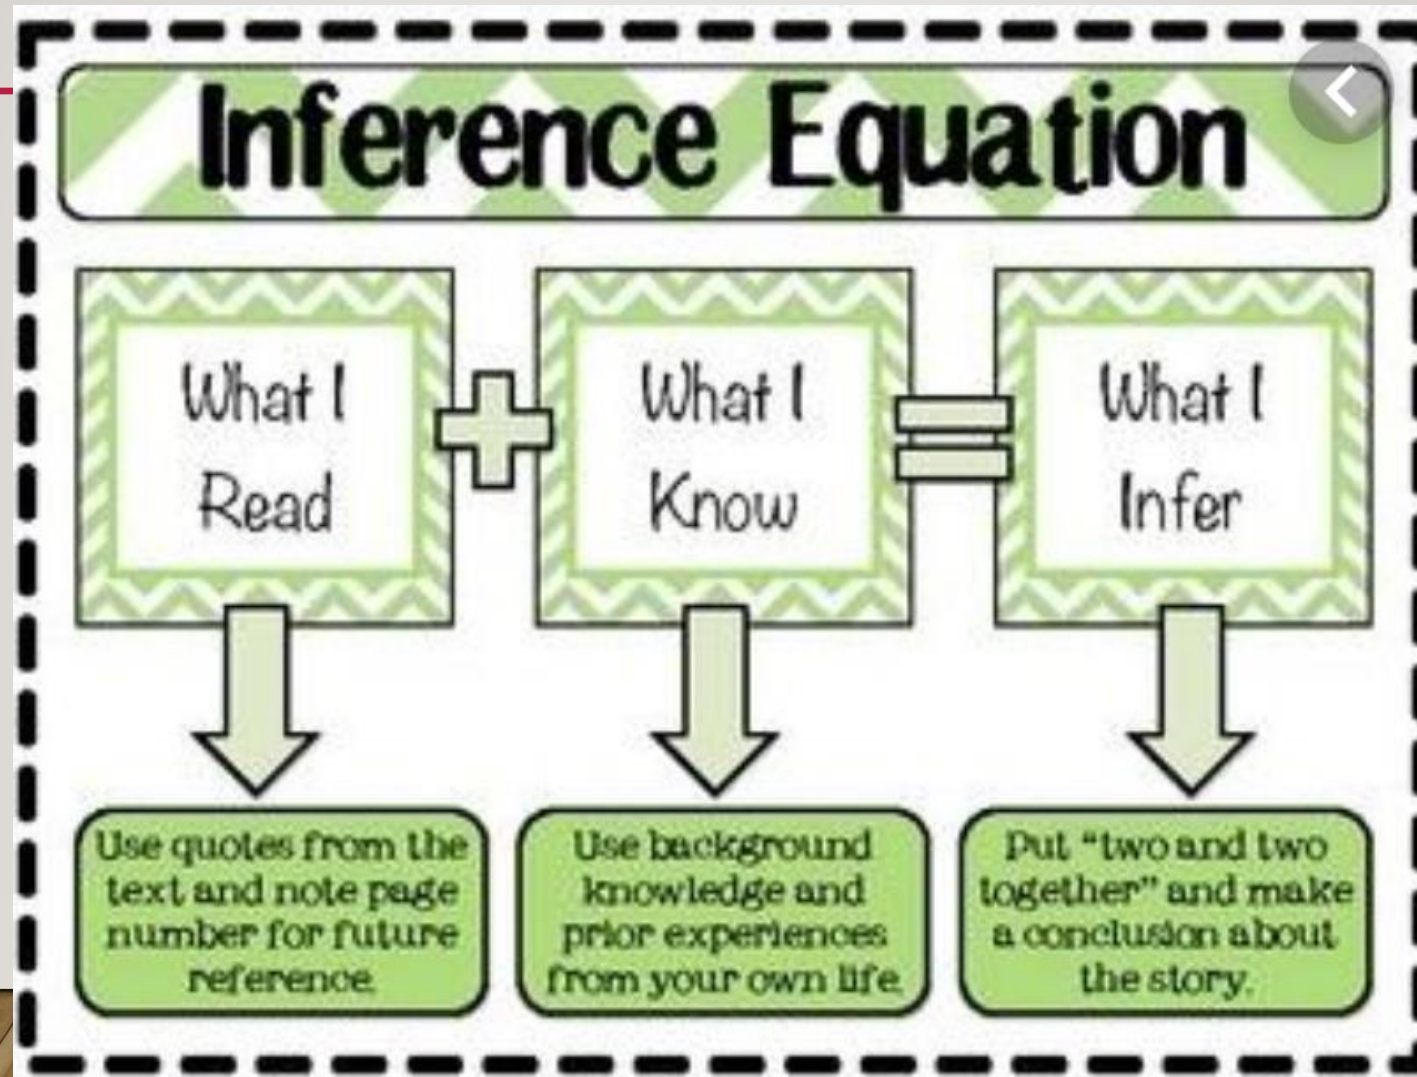 Inference Equation
What I
Read
What I
Know
What I
Infer
Use quotes from the
text and note page
number for future
reference.
Use background
knowledge and
prior experiences
from your own life.
Put “two and two
together” and make
a conclusion about
the story.